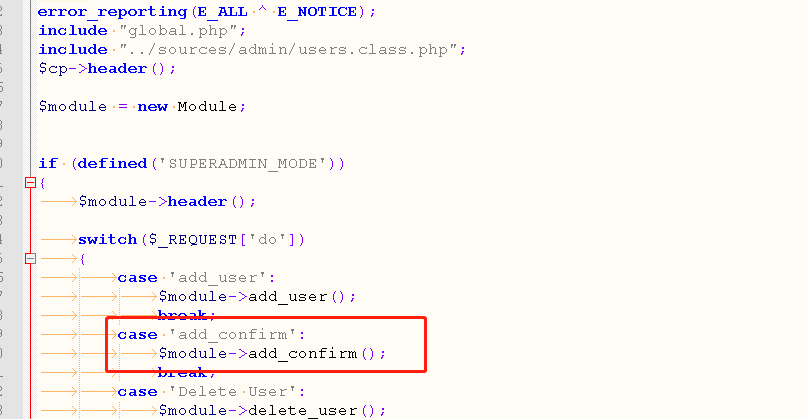 error_reporting(E_ALL ^ E_NOTICE);
include "global.php";
include "../sources/admin/users.class.php";
$cp->header();
$module = new Module;
if (defined('SUPERADMIN_MODE'))
{
$module->header();
switch($_REQUEST['do'])
{
case 'add_user':
$module->add_user();
break;
case 'add_confirm':
$module->add_confirm();
break;
case 'Delete User':
$module->delete_user();